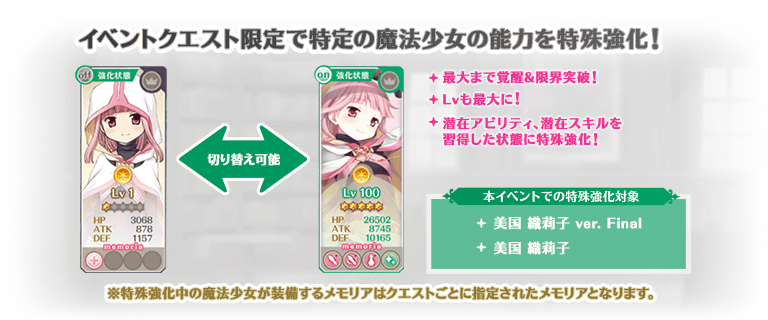 イベントクエスト限定で特定の魔法少女の能力を特殊強化!
off 強化状態
Lv 1
HP 3068
ATK 878
DEF 1157
memoria
切り替え可能
on 強化状態
Lv 100
HP 26502
ATK 8745
DEF 10165
memoria
+ 最大まで覚醒&限界突破!
+ Lvも最大に!
+ 潜在アビリティ、潜在スキルを
習得した状態に特殊強化!
本イベントでの特殊強化対象
+ 美国 織莉子 ver. Final
+ 美国 織莉子
※特殊強化中の魔法少女が装備するメモリアはクエストごとに指定されたメモリアとなります。